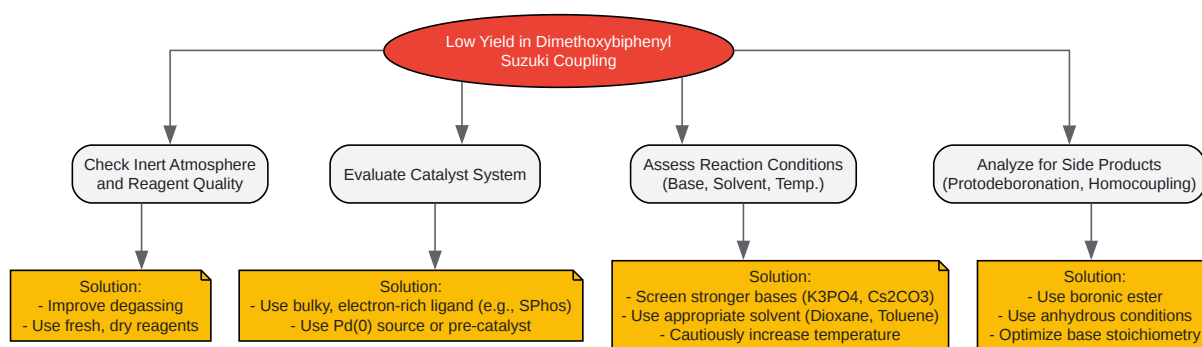 Low Yield in Dimethoxybiphenyl
Suzuki Coupling
Check Inert Atmosphere
and Reagent Quality
Evaluate Catalyst System
Assess Reaction Conditions
(Base, Solvent, Temp.)
Analyze for Side Products
(Protodeboronation, Homocoupling)
Solution:
- Improve degassing
- Use fresh, dry reagents
Solution:
- Use bulky, electron-rich ligand (e.g., SPhos)
- Use Pd(0) source or pre-catalyst
Solution:
- Screen stronger bases (K3PO4, Cs2CO3)
- Use appropriate solvent (Dioxane, Toluene)
- Cautiously increase temperature
Solution:
- Use boronic ester
- Use anhydrous conditions
- Optimize base stoichiometry